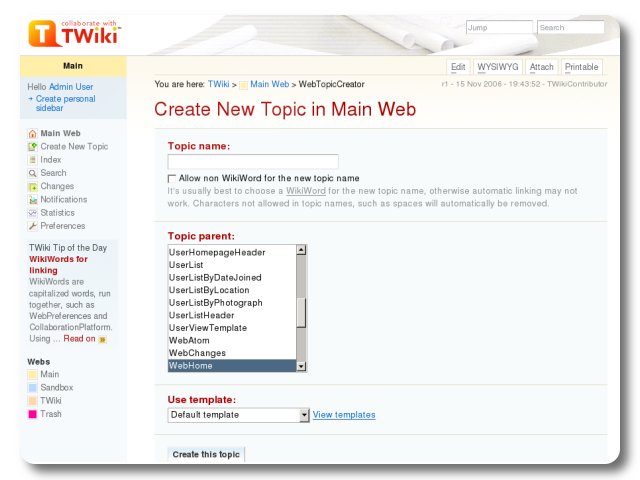 collaborate with
TWiki™
Jump
Search
Main
Edit
WYSIWYG
Attach
Printable
Hello Admin User
Create personal
sidebar
You are here: TWiki > Main Web > WebTopicCreator
r1 - 15 Nov 2006 - 19:43:52 - TWikiContributor
Create New Topic in Main Web
Main Web
Create New Topic
Index
Search
Changes
Notifications
Statistics
Preferences
Topic name:
Allow non WikiWord for the new topic name
It's usually best to choose a WikiWord for the new topic name, otherwise automatic linking may not
work. Characters not allowed in topic names, such as spaces will automatically be removed.
TWiki Tip of the Day
WikiWords for
linking
WikiWords are
capitalized words, run
together, such as
WebPreferences and
CollaborationPlatform.
Using ... Read on
Topic parent:
UserHomepageHeader
UserList
UserListByDateJoined
UserListByLocation
UserListByPhotograph
UserListHeader
UserViewTemplate
WebAtom
WebChanges
WebHome
Webs
Main
Sandbox
TWiki
Trash
Use template:
Default template
View templates
Create this topic